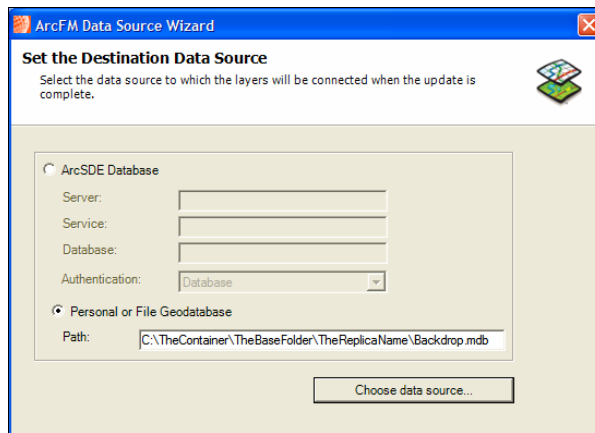 ArcFM Data Source Wizard
Set the Destination Data Source
Select the data source to which the layers will be connected when the update is
complete.
ArcSDE Database
Server:
Service:
Database:
Authentication: Database
Personal or File Geodatabase
Path: C:\TheContainer\TheBaseFolder\TheReplicaName\Backdrop.mdb
Choose data source...